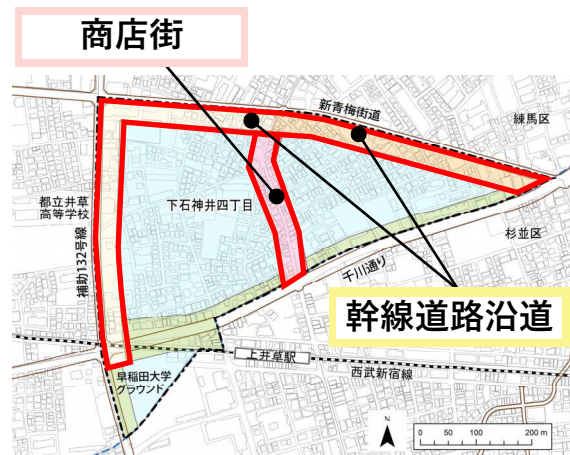 商店街
新青梅街道
練馬区
都立井草
高等学校
下石神井四丁目
補助132号線
杉並区
千川通り
幹線道路沿道
上井草駅
西武新宿線
早稲田大学
グラウンド
N
0 50 100 200 m